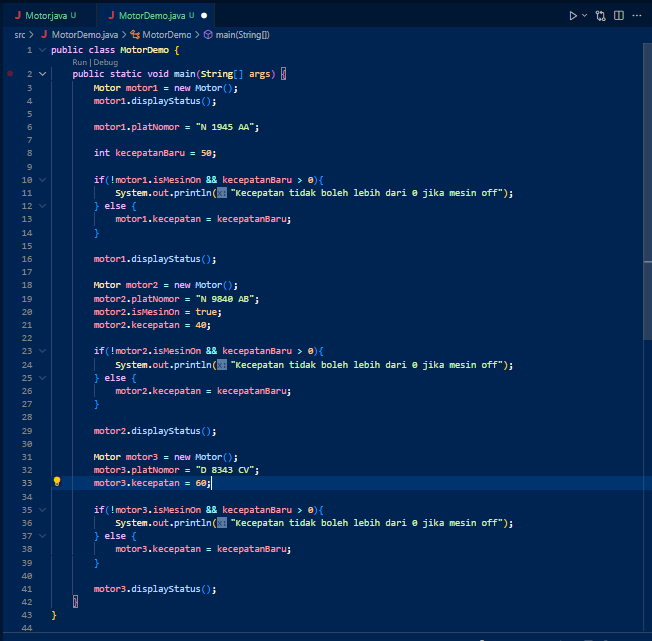 Motor.java U MotorDemo.java U
src > MotorDemo.java > MotorDemo > main(String[])
1 public class MotorDemo {
Run | Debug
2 public static void main(String[] args) {
3 Motor motor1 = new Motor();
4 motor1.displayStatus();
5
6 motor1.platNomor = "N 1945 AA";
7
8 int kecepatanBaru = 50;
9
10 if(!motor1.isMesinOn && kecepatanBaru > 0){
11 System.out.println(x: "Kecepatan tidak boleh lebih dari 0 jika mesin off");
12 } else {
13 motor1.kecepatan = kecepatanBaru;
14 }
15
16 motor1.displayStatus();
17
18 Motor motor2 = new Motor();
19 motor2.platNomor = "N 9840 AB";
20 motor2.isMesinOn = true;
21 motor2.kecepatan = 40;
22
23 if(!motor2.isMesinOn && kecepatanBaru > 0){
24 System.out.println(x: "Kecepatan tidak boleh lebih dari 0 jika mesin off");
25 } else {
26 motor2.kecepatan = kecepatanBaru;
27 }
28
29 motor2.displayStatus();
30
31 Motor motor3 = new Motor();
32 motor3.platNomor = "D 8343 CV";
33 motor3.kecepatan = 60;
34
35 if(!motor3.isMesinOn && kecepatanBaru > 0){
36 System.out.println(x: "Kecepatan tidak boleh lebih dari 0 jika mesin off");
37 } else {
38 motor3.kecepatan = kecepatanBaru;
39 }
40
41 motor3.displayStatus();
42 }
43 }
44